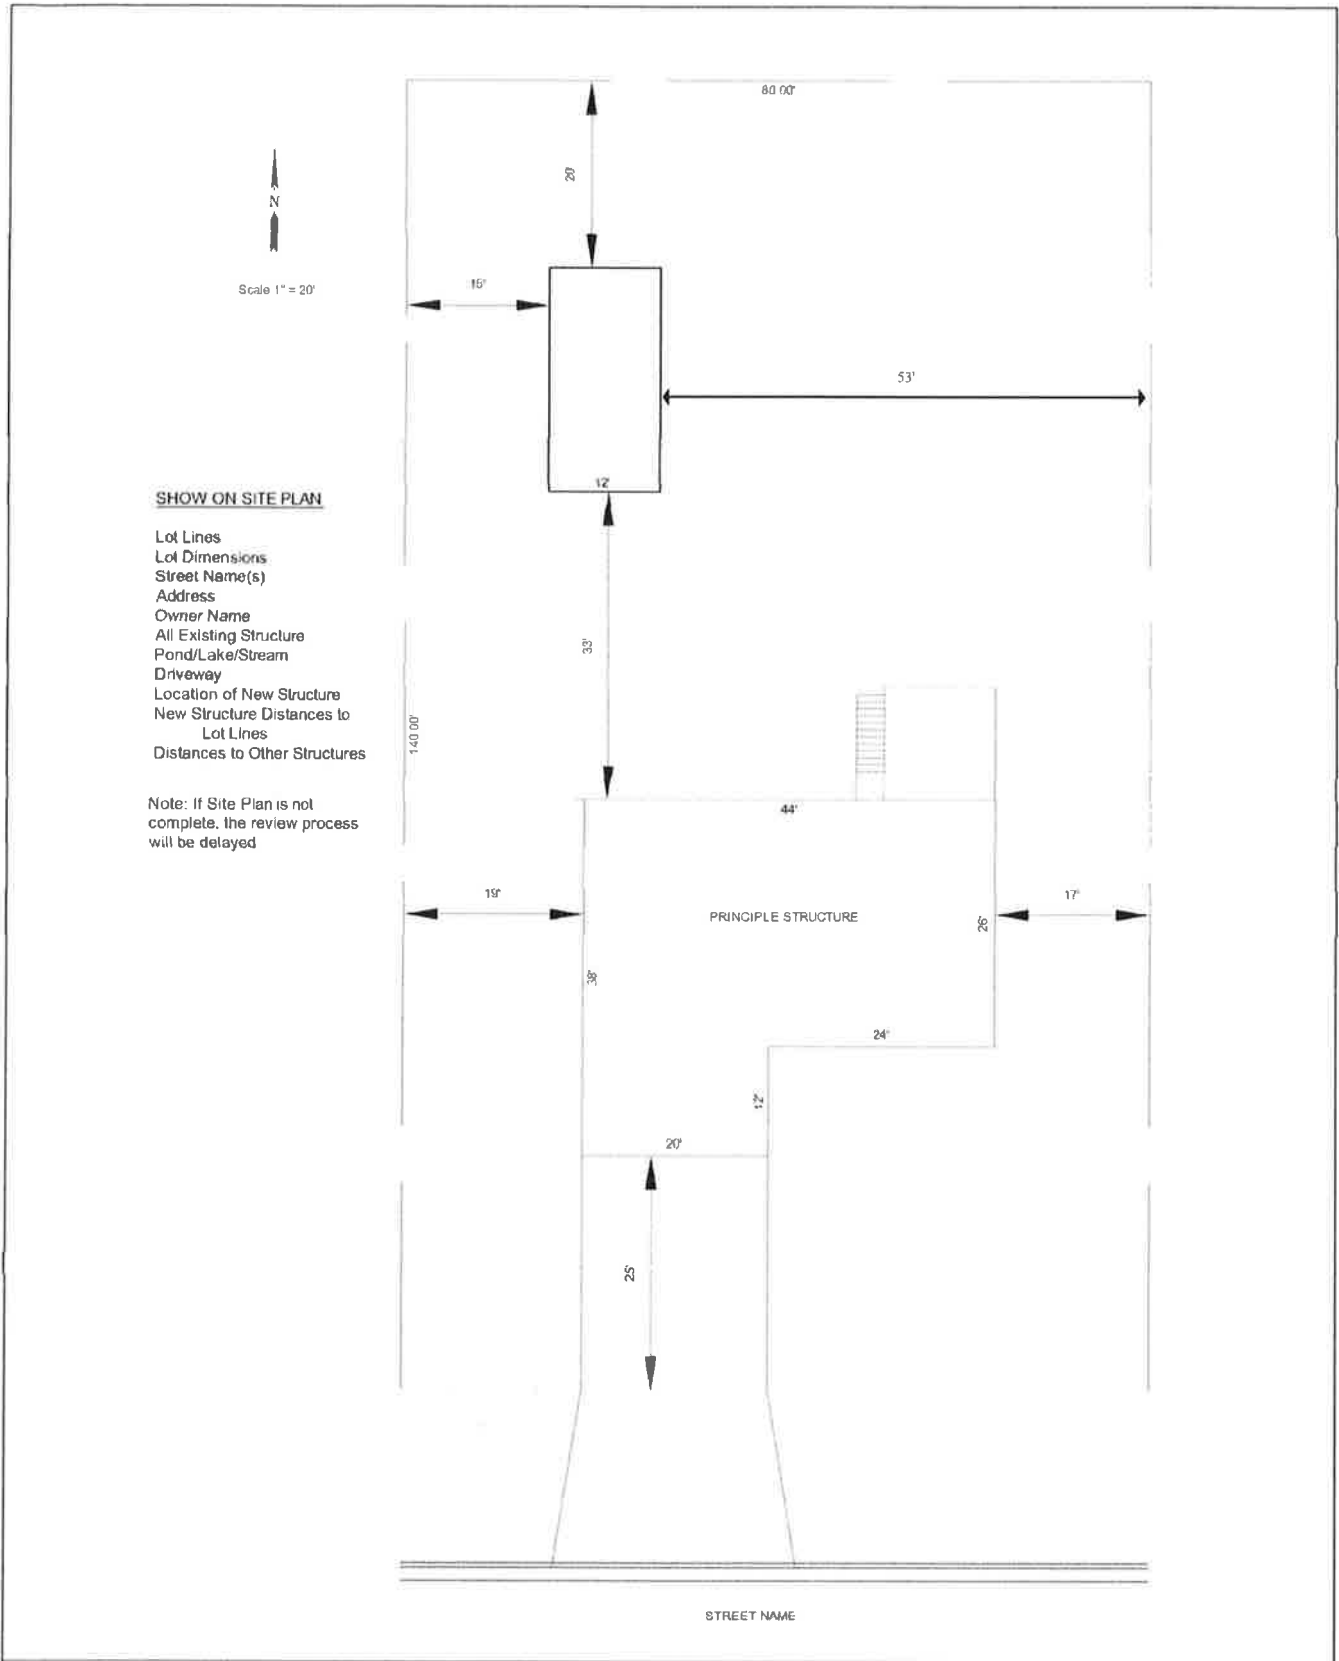 80.00'
20'
N
Scale 1" = 20'
15'
53'
12'
SHOW ON SITE PLAN
Lot Lines
Lot Dimensions
Street Name(s)
Address
Owner Name
All Existing Structure
Pond/Lake/Stream
Driveway
Location of New Structure
New Structure Distances to
Lot Lines
Distances to Other Structures
33'
140.00'
Note: If Site Plan is not
complete, the review process
will be delayed
44'
19'
PRINCIPLE STRUCTURE
26'
17'
38'
24'
12'
20'
25'
STREET NAME